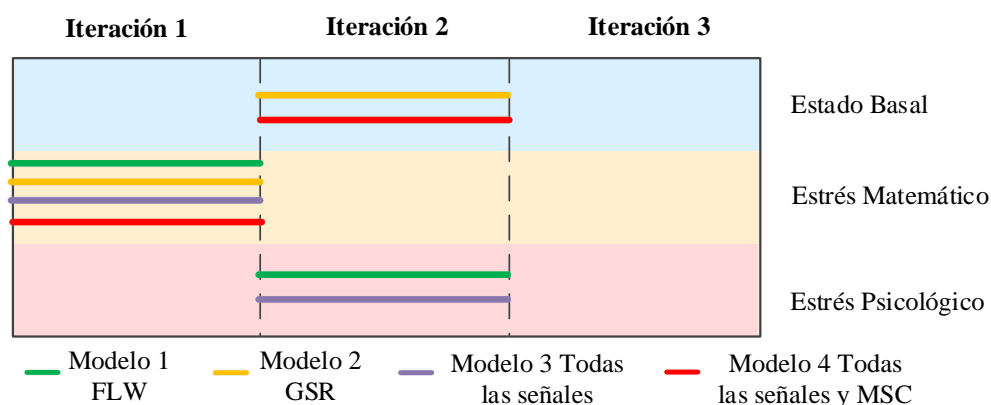 Iteración 1 Iteración 2 Iteración 3
Estado Basal
Estrés Matemático
Estrés Psicológico
Modelo 1 Modelo 2 Modelo 3 Todas Modelo 4 Todas
FLW GSR las señales las señales y MSC